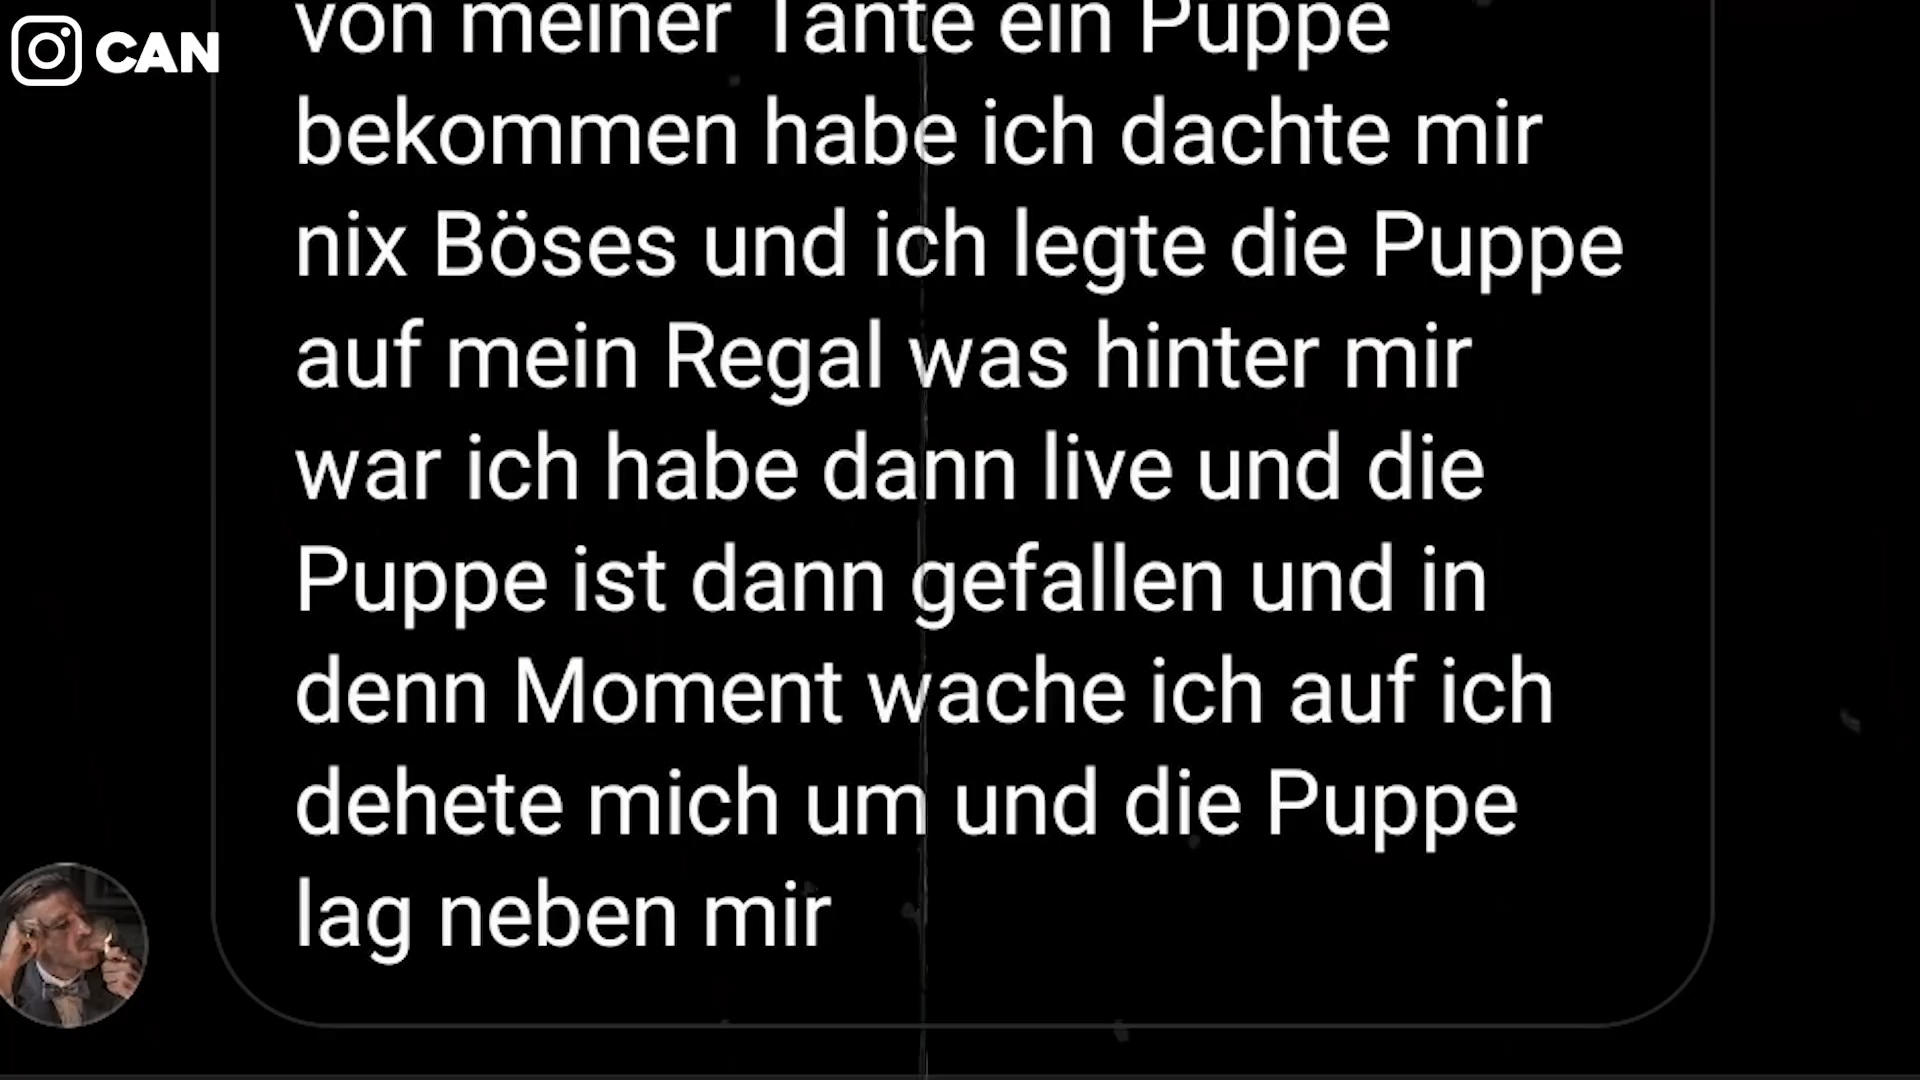 CAN
von meiner Tante ein Puppe
bekommen habe ich dachte mir
nix Böses und ich legte die Puppe
auf mein Regal was hinter mir
war ich habe dann live und die
Puppe ist dann gefallen und in
denn Moment wache ich auf ich
dehete mich um und die Puppe
lag neben mir